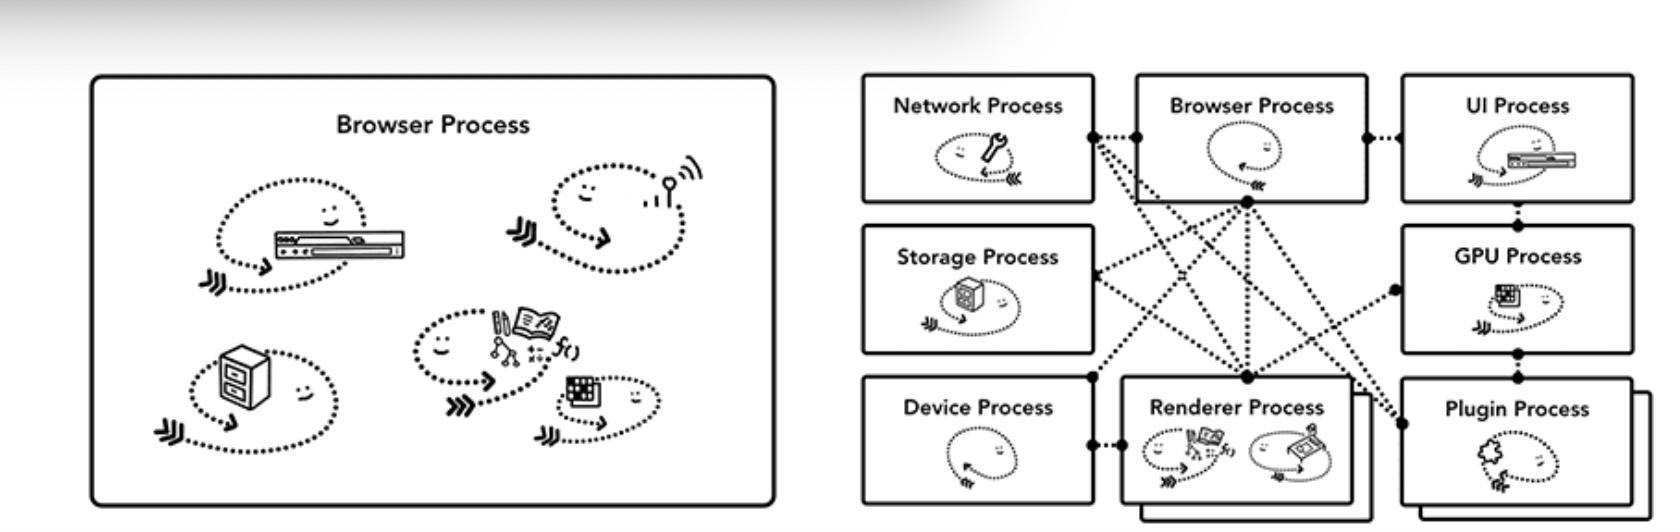 Browser Process
f()
Network Process
Browser Process
UI Process
Storage Process
GPU Process
Device Process
Renderer Process
f()
Plugin Process